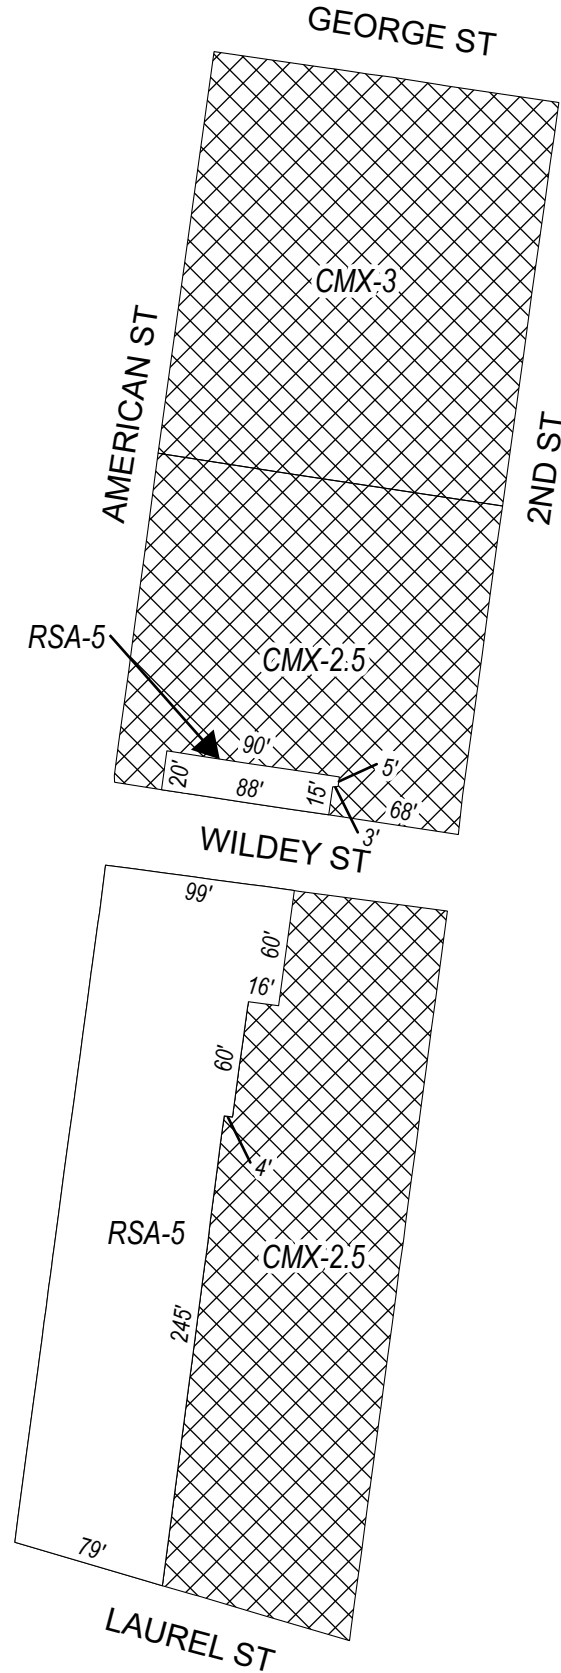 GEORGE ST
CMX-3
AMERICAN ST
2ND ST
RSA-5
CMX-2.5
90'
5'
20'
88'
15'
68'
3'
WILDEY ST
99'
60'
16'
60'
4'
RSA-5
CMX-2.5
245'
79'
LAUREL ST